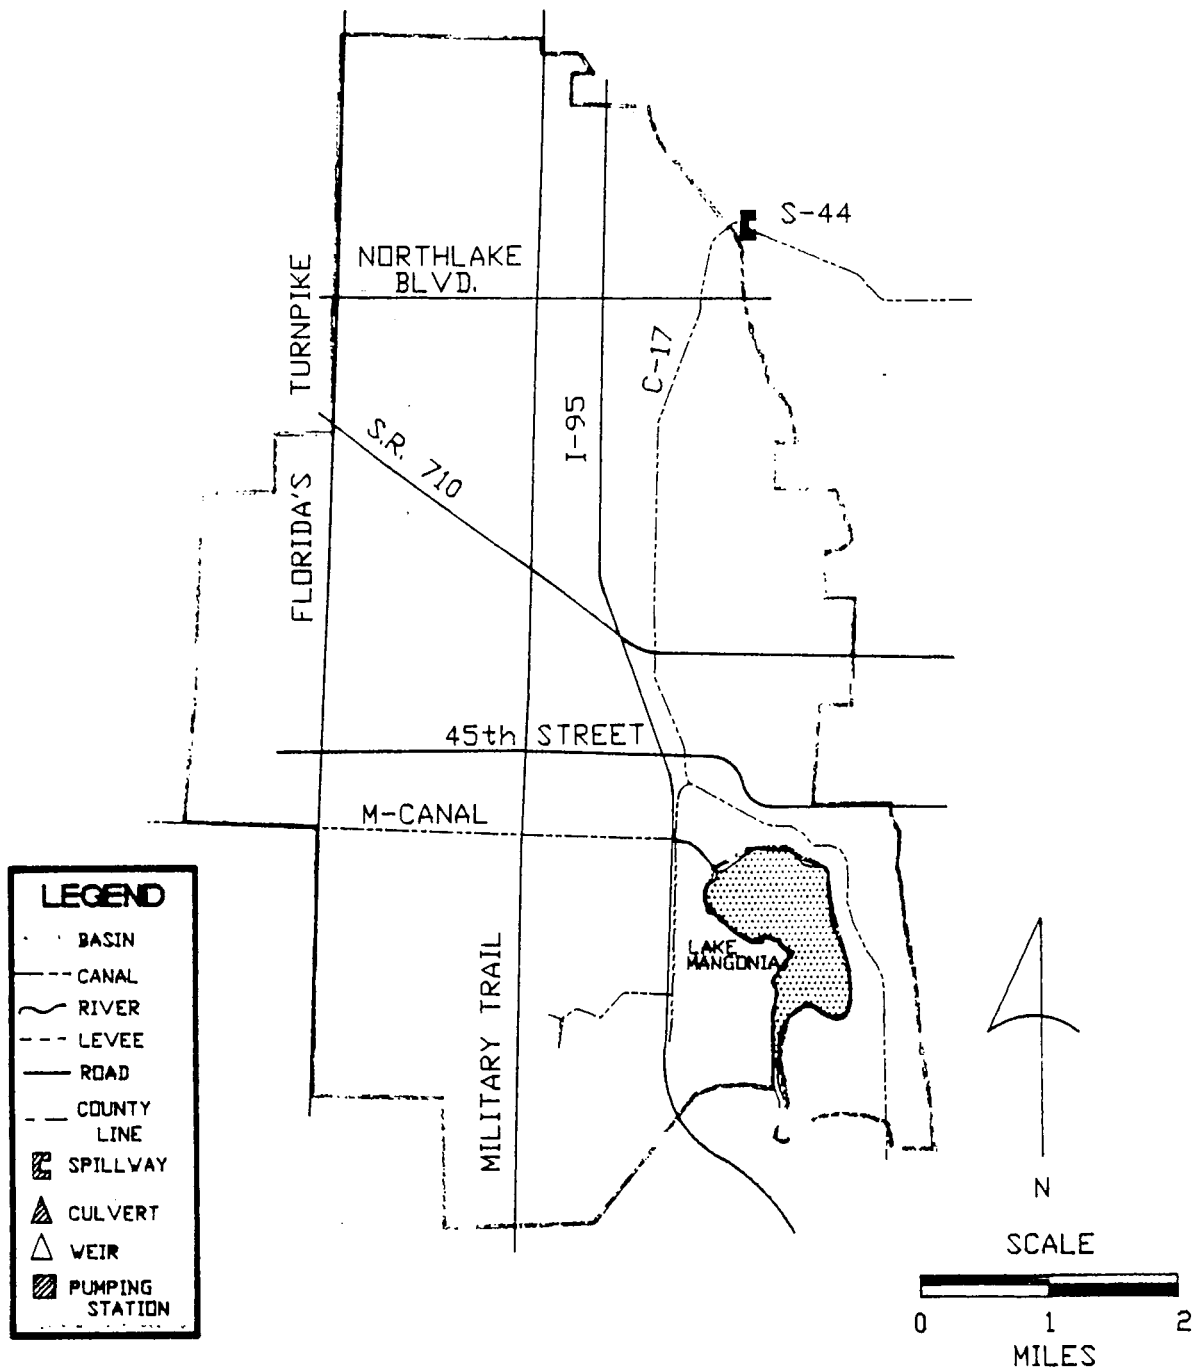 S-44
NORTHLAKE
BLVD.
FLORIDA'S TURNPIKE
C-17
I-95
S.R. 710
45th STREET
M-CANAL
LEGEND
BASIN
CANAL
RIVER
LEVEE
ROAD
COUNTY
LINE
SPILLWAY
CULVERT
WEIR
PUMPING
STATION
MILITARY TRAIL
LAKE
MANGONIA
N
SCALE
0 1 2
MILES